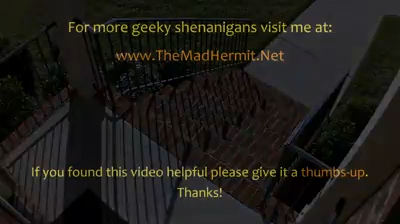 For more geeky shenanigans visit me at:
www.TheMadHermit.Net
If you found this video helpful please give it a thumbs-up.
Thanks!